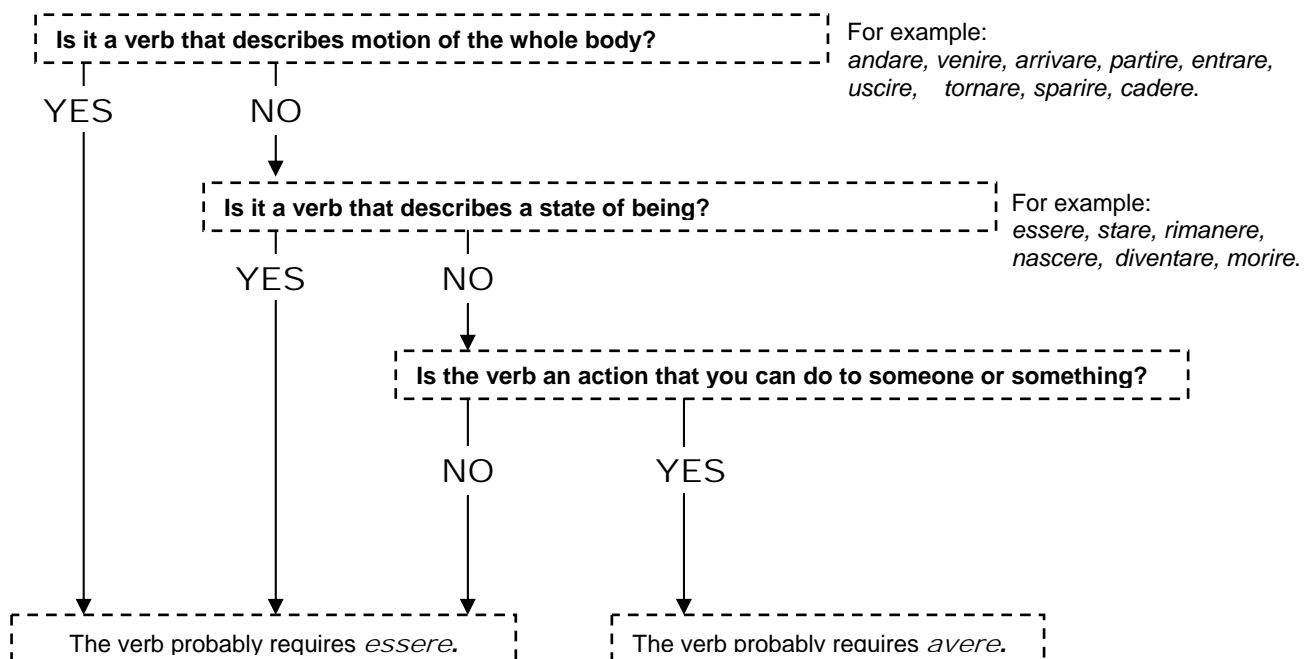 Is it a verb that describes motion of the whole body?
For example:
andare, venire, arrivare, partire, entrare,
uscire, tornare, sparire, cadere.
YES
NO
Is it a verb that describes a state of being?
For example:
essere, stare, rimanere,
nascere, diventare, morire.
YES
NO
Is the verb an action that you can do to someone or something?
NO
YES
The verb probably requires essere.
The verb probably requires avere.